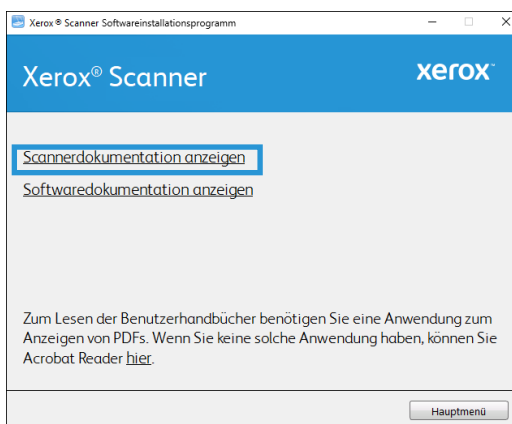 Xerox® Scanner Softwareinstallationsprogramm
Xerox® Scanner
xerox™
Scannerdokumentation anzeigen
Softwaredokumentation anzeigen
Zum Lesen der Benutzerhandbücher benötigen Sie eine Anwendung zum
Anzeigen von PDFs. Wenn Sie keine solche Anwendung haben, können Sie
Acrobat Reader hier.
Hauptmenü